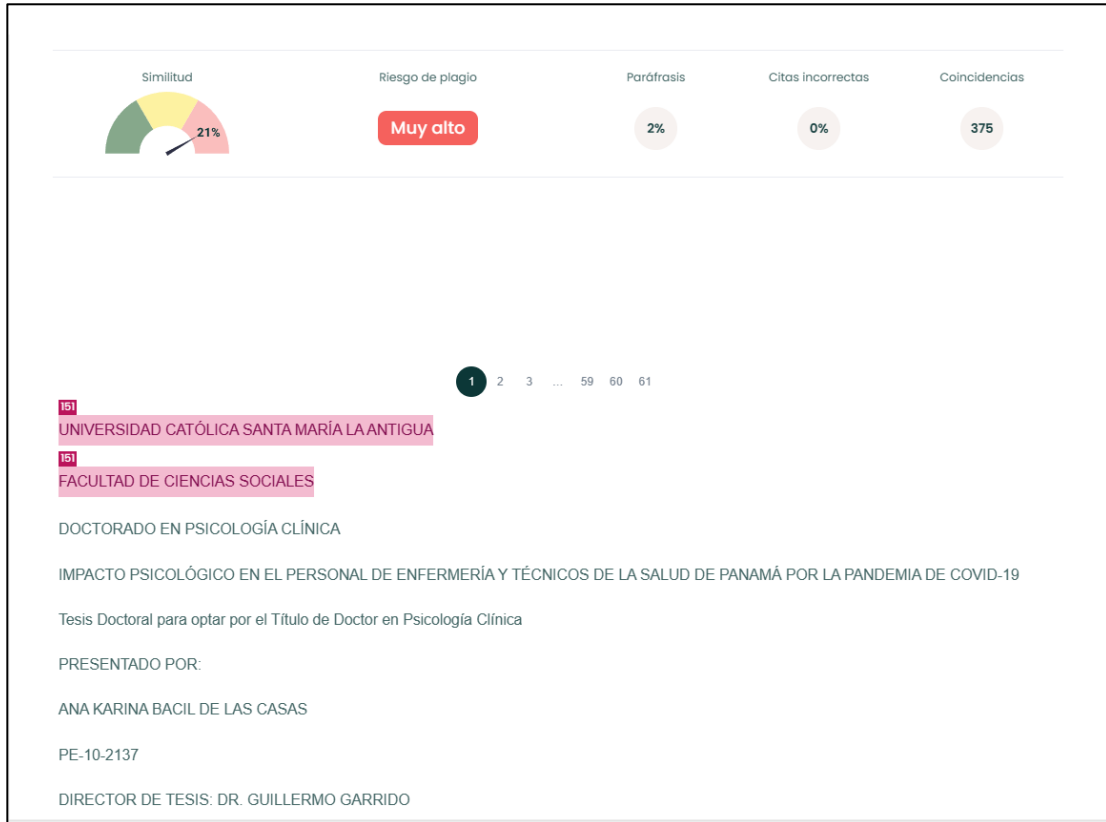 Similitud
Riesgo de plagio
Paráfrasis
Citas incorrectas
Coincidencias
21%
Muy alto
2%
0%
375
1 2 3 ... 59 60 61
151
UNIVERSIDAD CATÓLICA SANTA MARÍA LA ANTIGUA
151
FACULTAD DE CIENCIAS SOCIALES
DOCTORADO EN PSICOLOGÍA CLÍNICA
IMPACTO PSICOLÓGICO EN EL PERSONAL DE ENFERMERÍA Y TÉCNICOS DE LA SALUD DE PANAMÁ POR LA PANDEMIA DE COVID-19
Tesis Doctoral para optar por el Título de Doctor en Psicología Clínica
PRESENTADO POR:
ANA KARINA BACIL DE LAS CASAS
PE-10-2137
DIRECTOR DE TESIS: DR. GUILLERMO GARRIDO